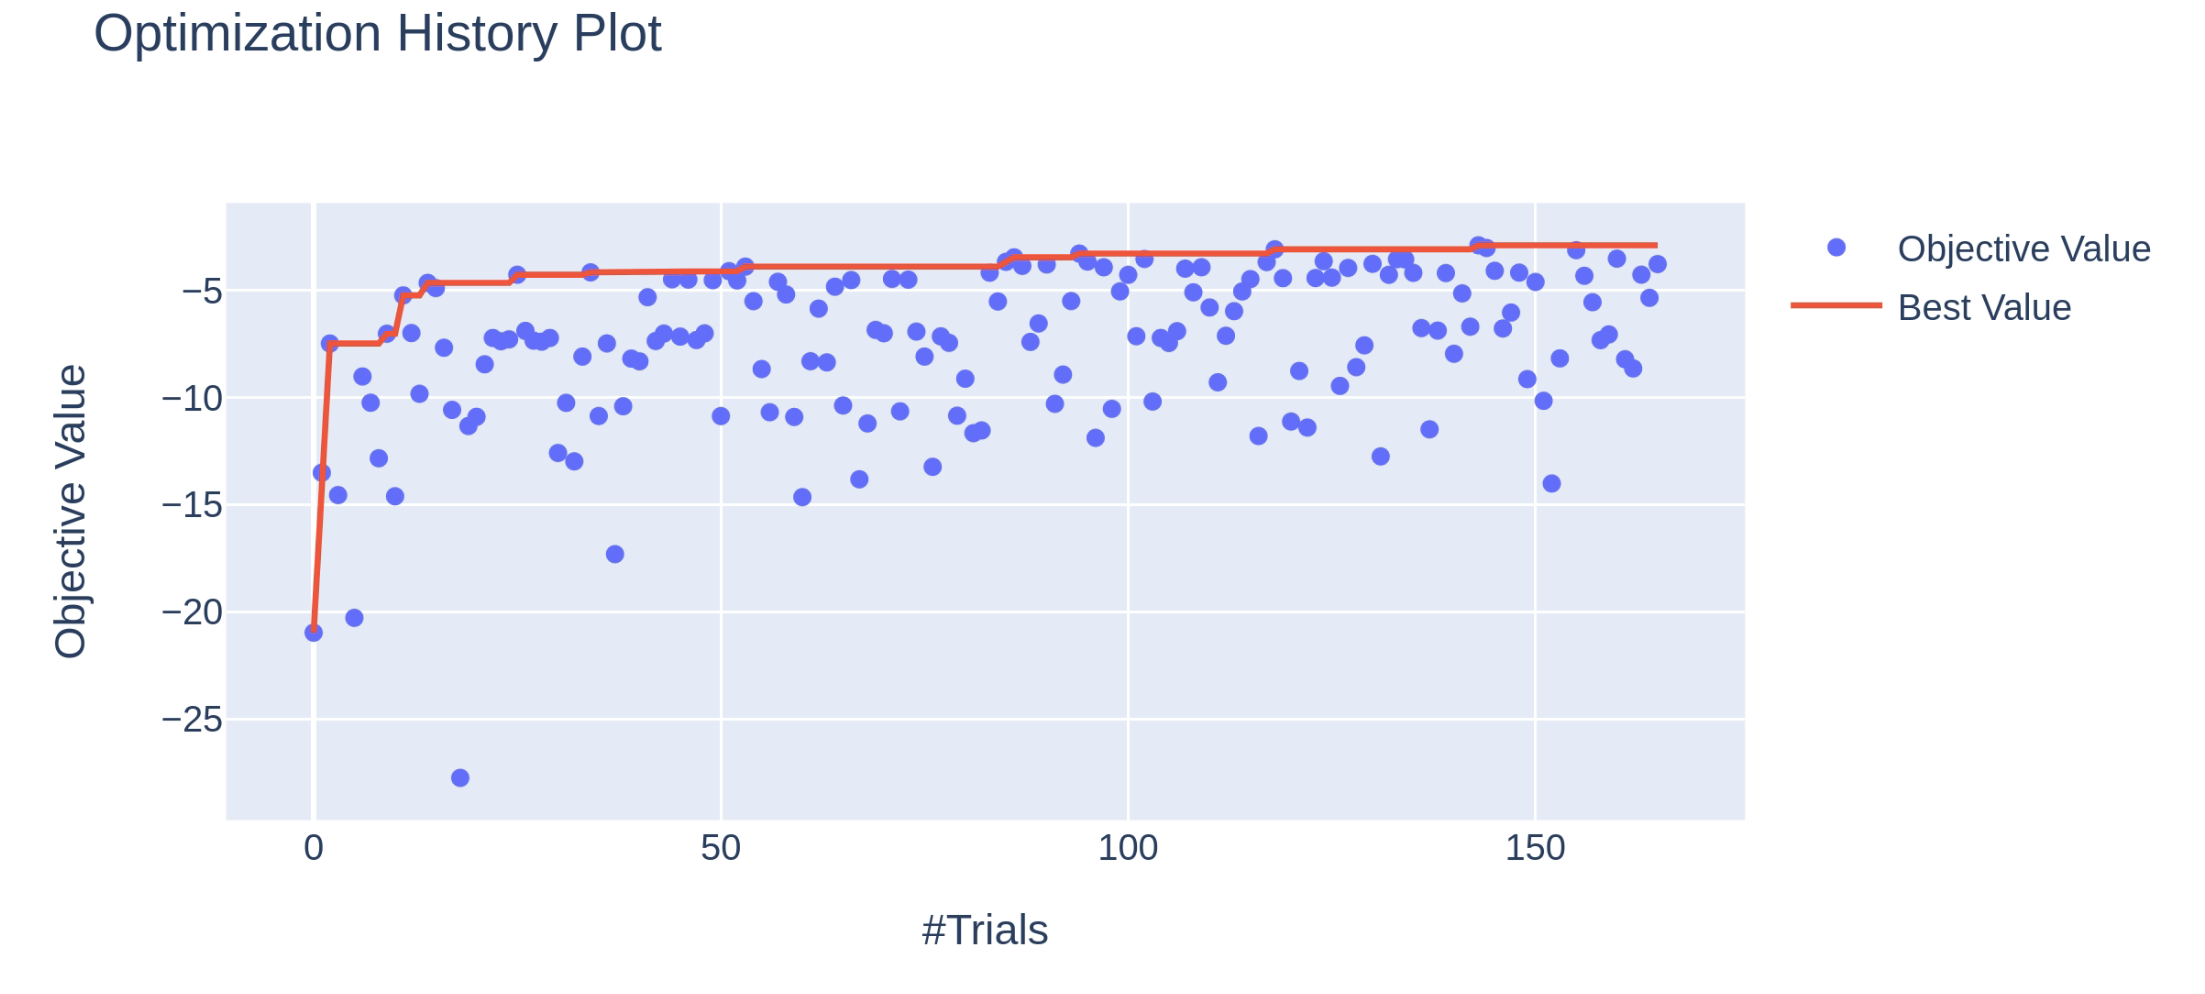 Optimization History Plot
Objective Value
Best Value
−5
−10
−15
−20
−25
Objective Value
0
50
100
150
#Trials